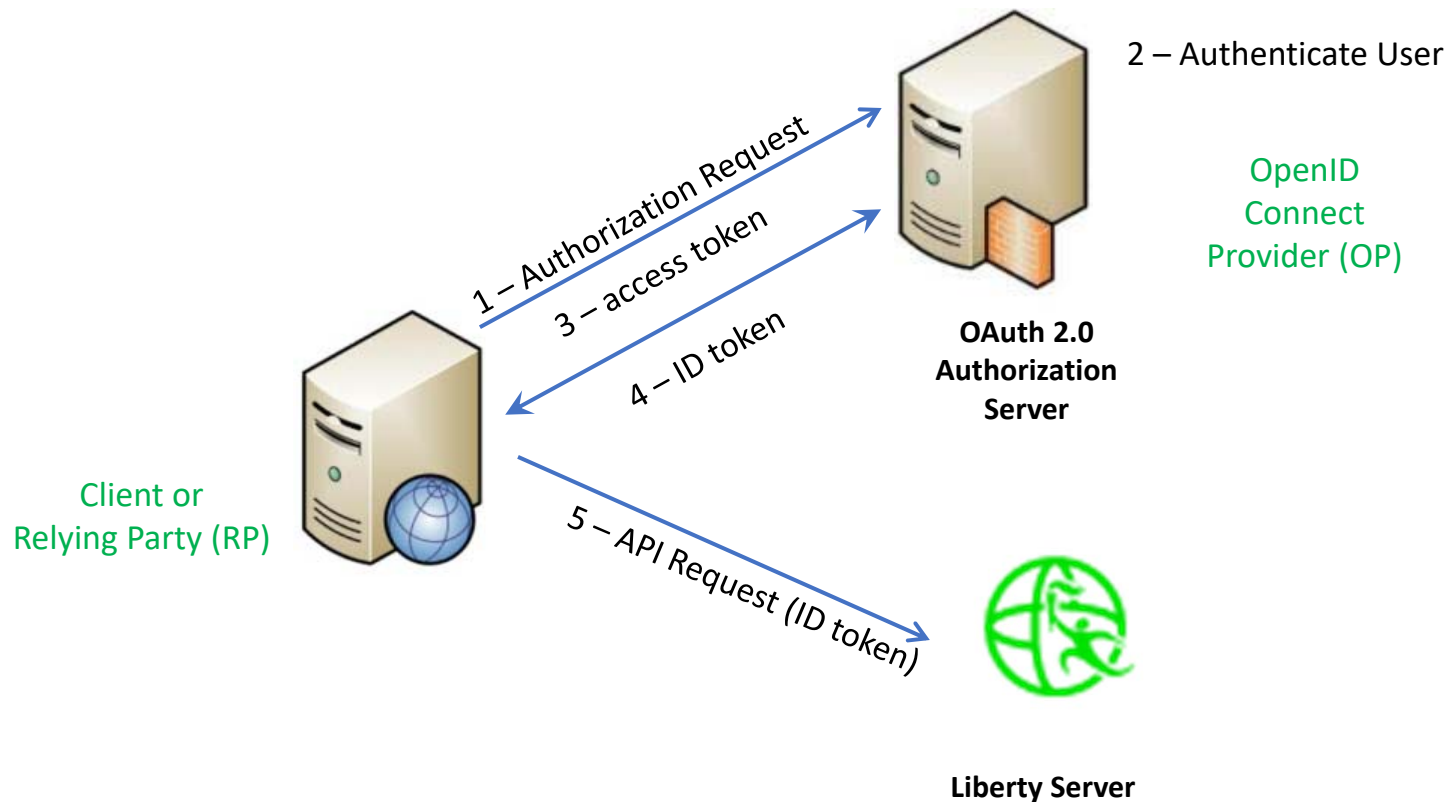 2 – Authenticate User
1 – Authorization Request
3 – access token
4 – ID token
OpenID
Connect
Provider (OP)
OAuth 2.0
Authorization
Server
Client or
Relying Party (RP)
5 – API Request (ID token)
Liberty Server